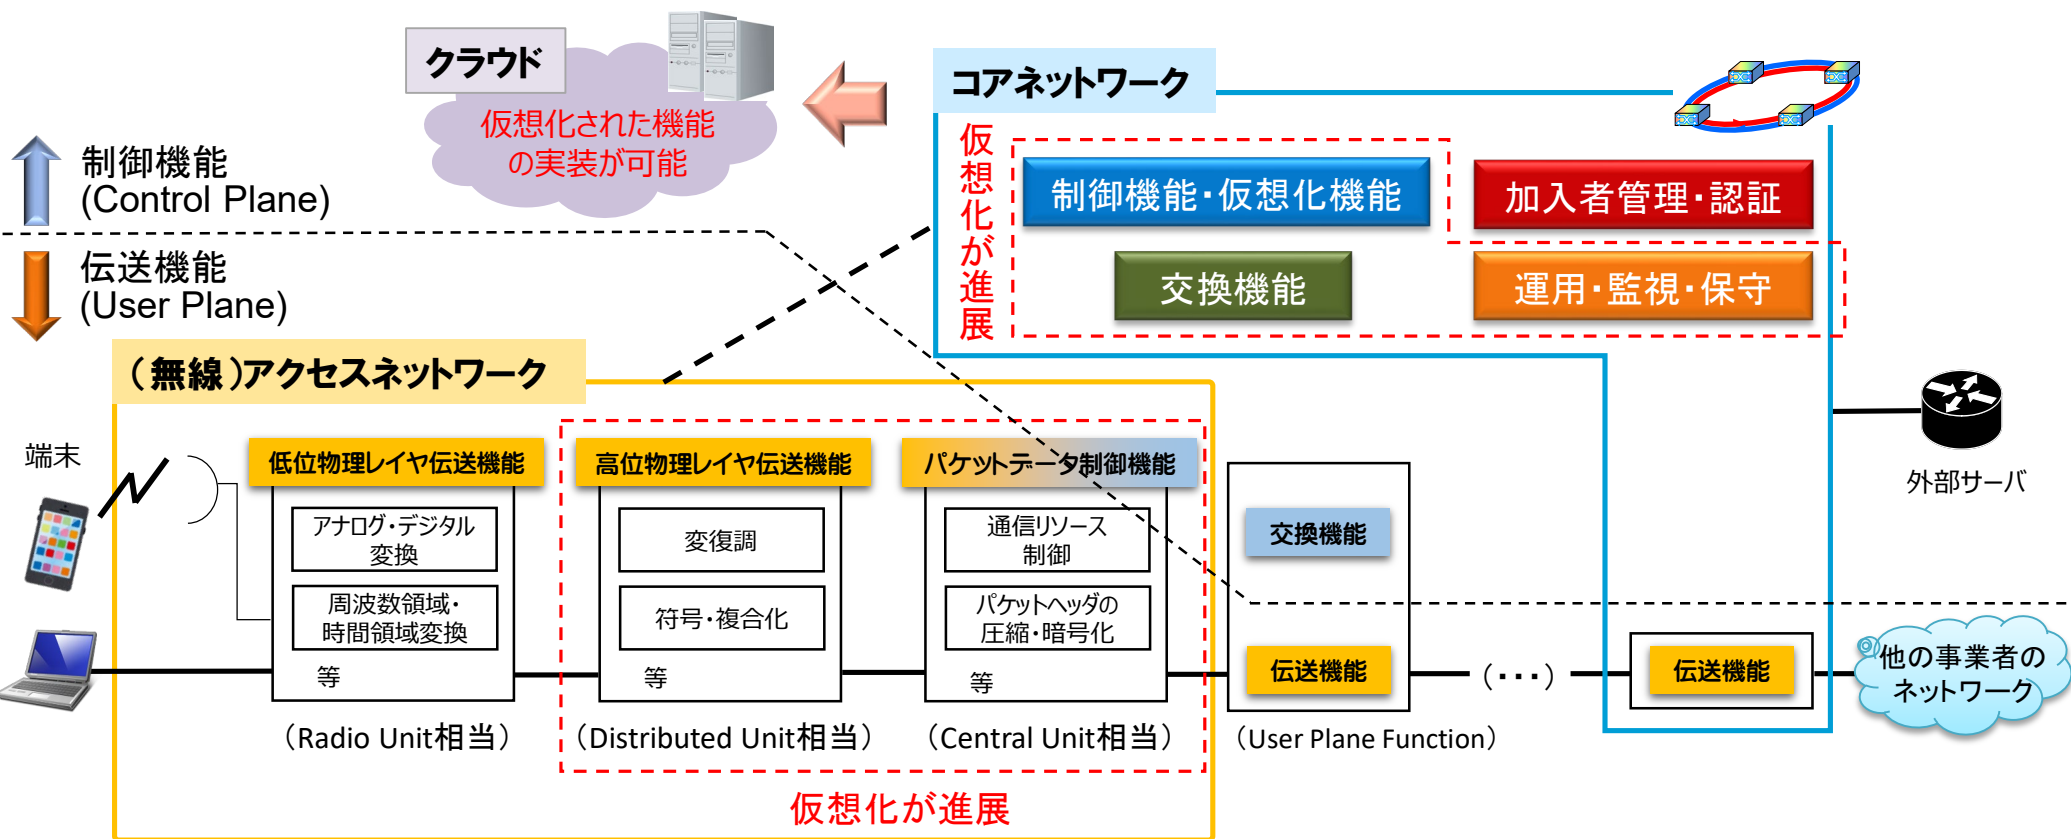 クラウド
仮想化された機能
の実装が可能
コアネットワーク
仮想化が進展
制御機能・仮想化機能
加入者管理・認証
交換機能
運用・監視・保守
制御機能
(Control Plane)
伝送機能
(User Plane)
（無線）アクセスネットワーク
端末
低位物理レイヤ伝送機能
アナログ・デジタル
変換
周波数領域・
時間領域変換
等
（Radio Unit相当）
高位物理レイヤ伝送機能
変復調
符号・複合化
等
（Distributed Unit相当）
パケットデータ制御機能
通信リソース
制御
パケットヘッダの
圧縮・暗号化
等
（Central Unit相当）
仮想化が進展
交換機能
伝送機能
（User Plane Function）
（・・・）
伝送機能
外部サーバ
他の事業者の
ネットワーク